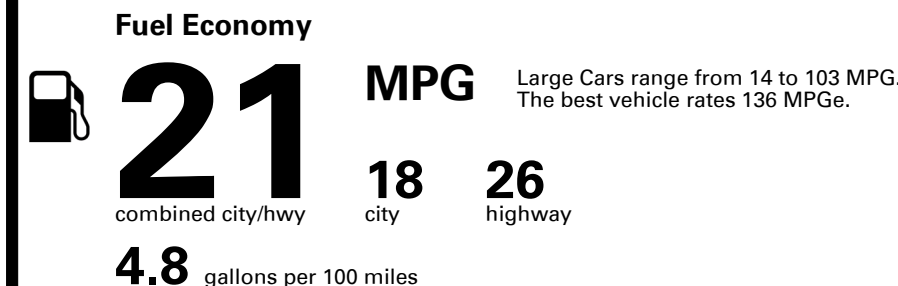 Fuel Economy
21 MPG
Large Cars range from 14 to 103 MPG.
The best vehicle rates 136 MPGe.
18 26
combined city/hwy city highway
4.8 gallons per 100 miles